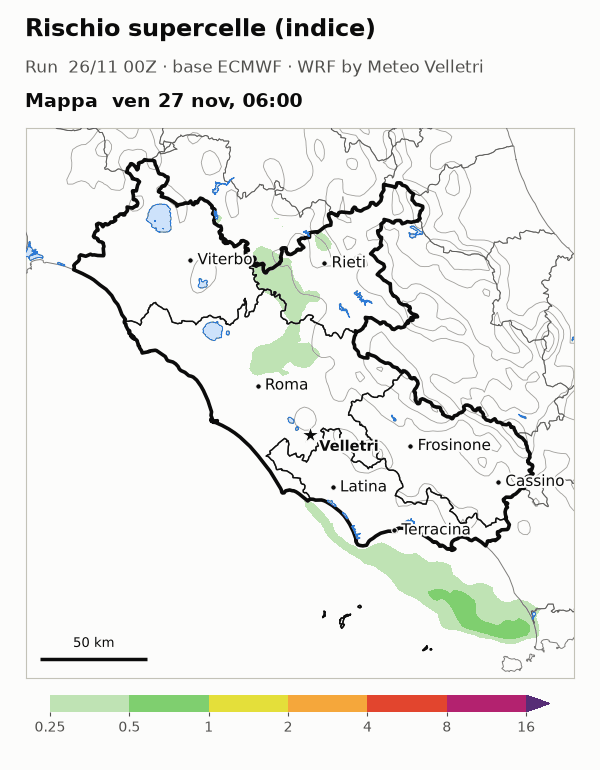 Rischio supercelle (indice)
Run  26/11 00Z · base ECMWF · WRF by Meteo Velletri
Mappa  ven 27 nov, 06:00
Viterbo
Rieti
Roma
Velletri
Frosinone
Cassino
Latina
Terracina
50 km
0.25 0.5 1 2 4 8 16